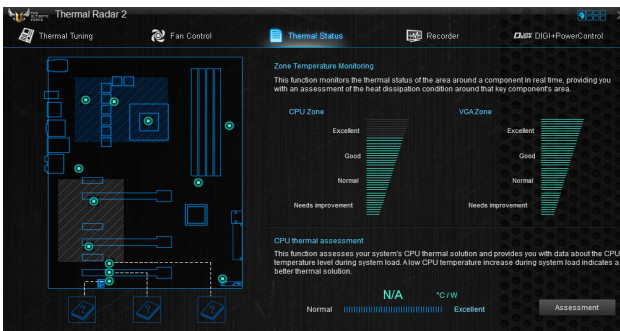 THE ULTIMATE FORCE
Thermal Radar 2
Thermal Tuning
Fan Control
Thermal Status
Recorder
DIGI+ DIGI+PowerControl
Zone Temperature Monitoring
This function monitors the thermal status of the area around a component in real time, providing you
with an assessment of the heat dissipation condition around that key component's area.
CPU Zone
Excellent
Good
Normal
Needs improvement
VGA Zone
Excellent
Good
Normal
Needs improvement
CPU thermal assessment
This function assesses your system's CPU thermal solution and provides you with data about the CPU
temperature level during system load. A low CPU temperature increase during system load indicates a
better thermal solution.
N/A °C / W
Normal Excellent
Assessment
? ? ?